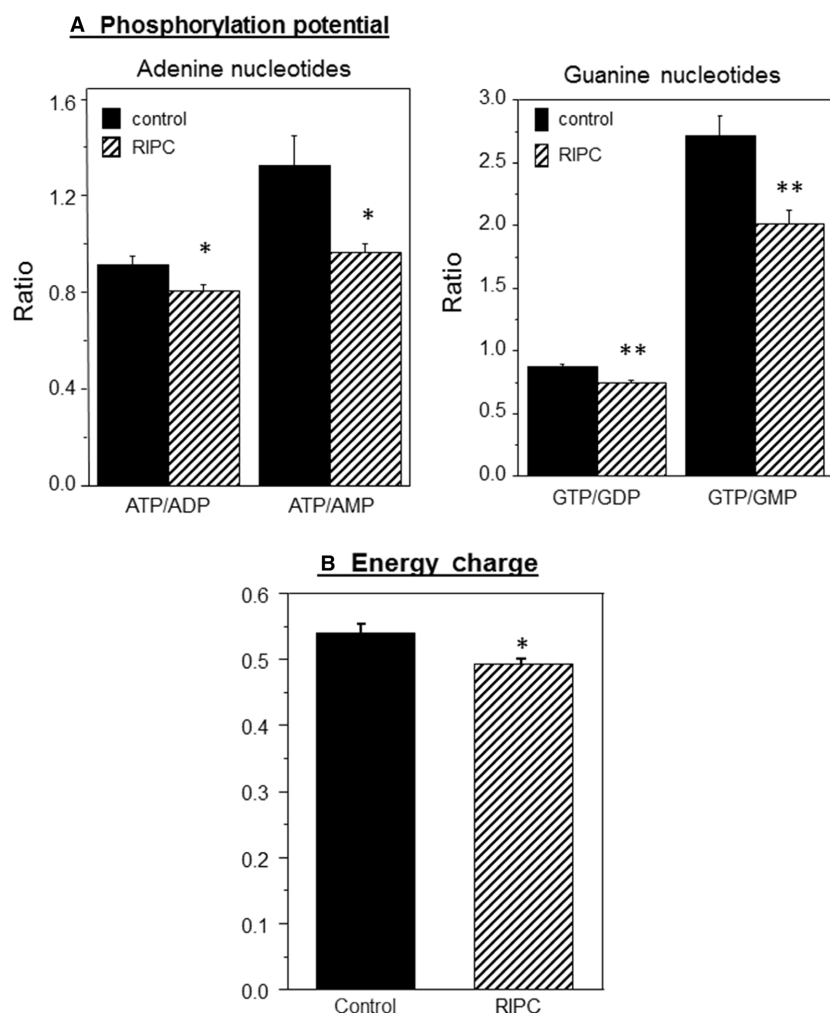 A Phosphorylation potential
Adenine nucleotides
1.6
1.2
0.8
0.4
0.0
Ratio
control
RIPC
*
*
ATP/ADP
ATP/AMP
Guanine nucleotides
3.0
2.5
2.0
1.5
1.0
0.5
0.0
Ratio
control
RIPC
**
**
GTP/GDP
GTP/GMP
B Energy charge
0.6
0.5
0.4
0.3
0.2
0.1
0.0
*
Control
RIPC